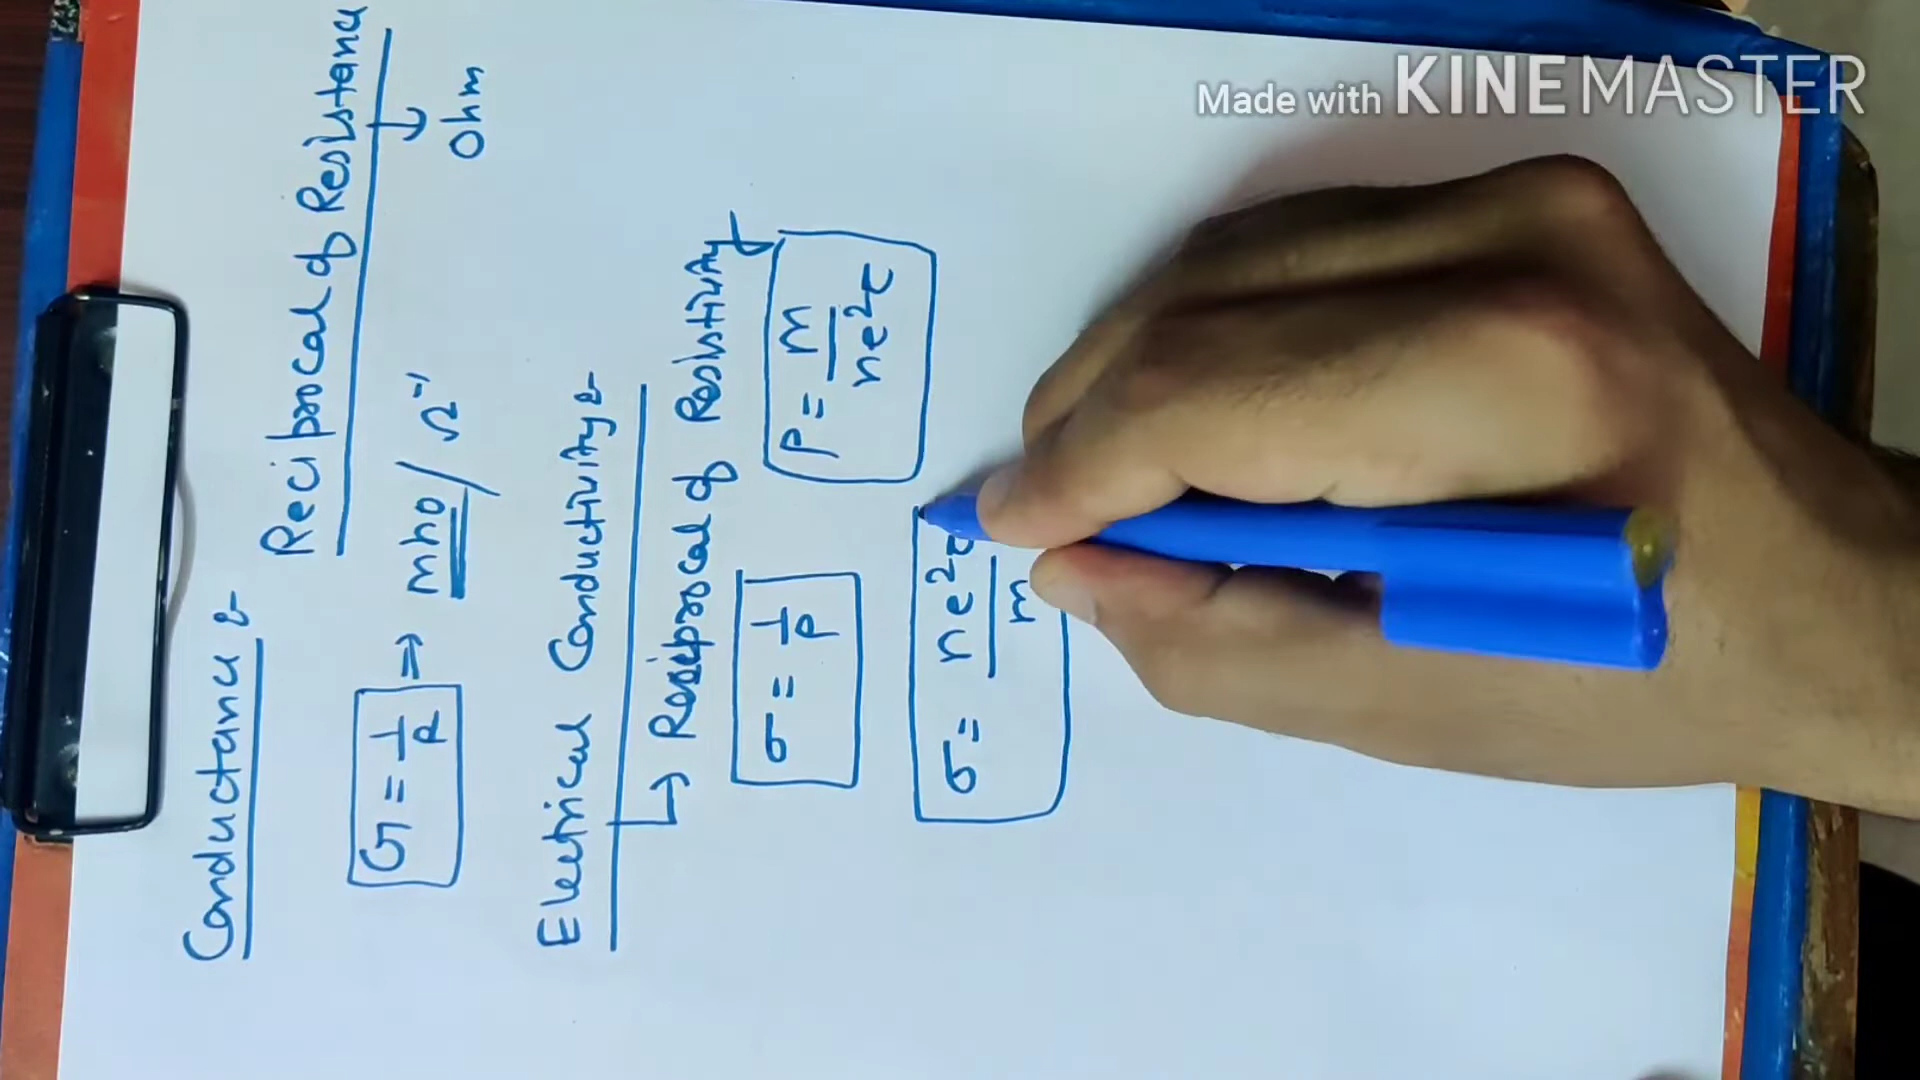 Made with KINEMASTER
Conductance :-
Reciprocal of Resistance
↓
Ohm
G = 1/R ⇒ mho / Ω⁻¹
Electrical Conductivity :-
↳ Reciprocal of Resistivity
σ = 1/ρ
ρ = m/ne²τ
σ = ne²τ/m